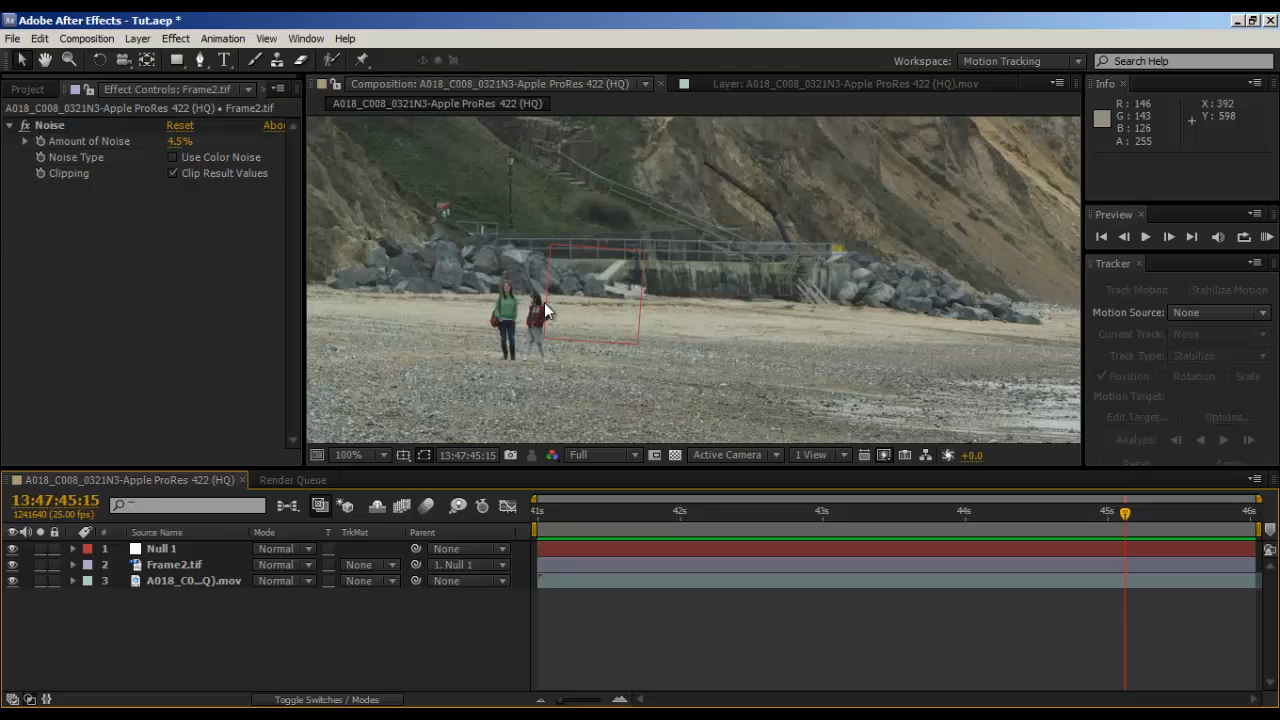 Adobe After Effects - Tut.aep *
File Edit Composition Layer Effect Animation View Window Help
Workspace: Motion Tracking Search Help
Project Effect Controls: Frame2.tif
A018_C008_0321N3-Apple ProRes 422 (HQ) • Frame2.tif
fx Noise Reset Abou
Amount of Noise 4.5%
Noise Type Use Color Noise
Clipping Clip Result Values
Composition: A018_C008_0321N3-Apple ProRes 422 (HQ)
Layer: A018_C008_0321N3-Apple ProRes 422 (HQ).mov
A018_C008_0321N3-Apple ProRes 422 (HQ)
100% 13:47:45:15 Full Active Camera 1 View +0.0
Info
R : 146 X : 392
G : 143 Y : 598
B : 126
A : 255
Preview
Tracker
Track Motion Stabilize Motion
Motion Source: None
Current Track: None
Track Type: Stabilize
Position Rotation Scale
Motion Target:
Edit Target... Options...
Analyze:
Reset Apply
A018_C008_0321N3-Apple ProRes 422 (HQ) Render Queue
13:47:45:15
1241640 (25.00 fps)
41s 42s 43s 44s 45s 46s
# Source Name Mode T TrkMat Parent
1 Null 1 Normal None
2 Frame2.tif Normal None 1. Null 1
3 A018_C0...Q).mov Normal None None
Toggle Switches / Modes